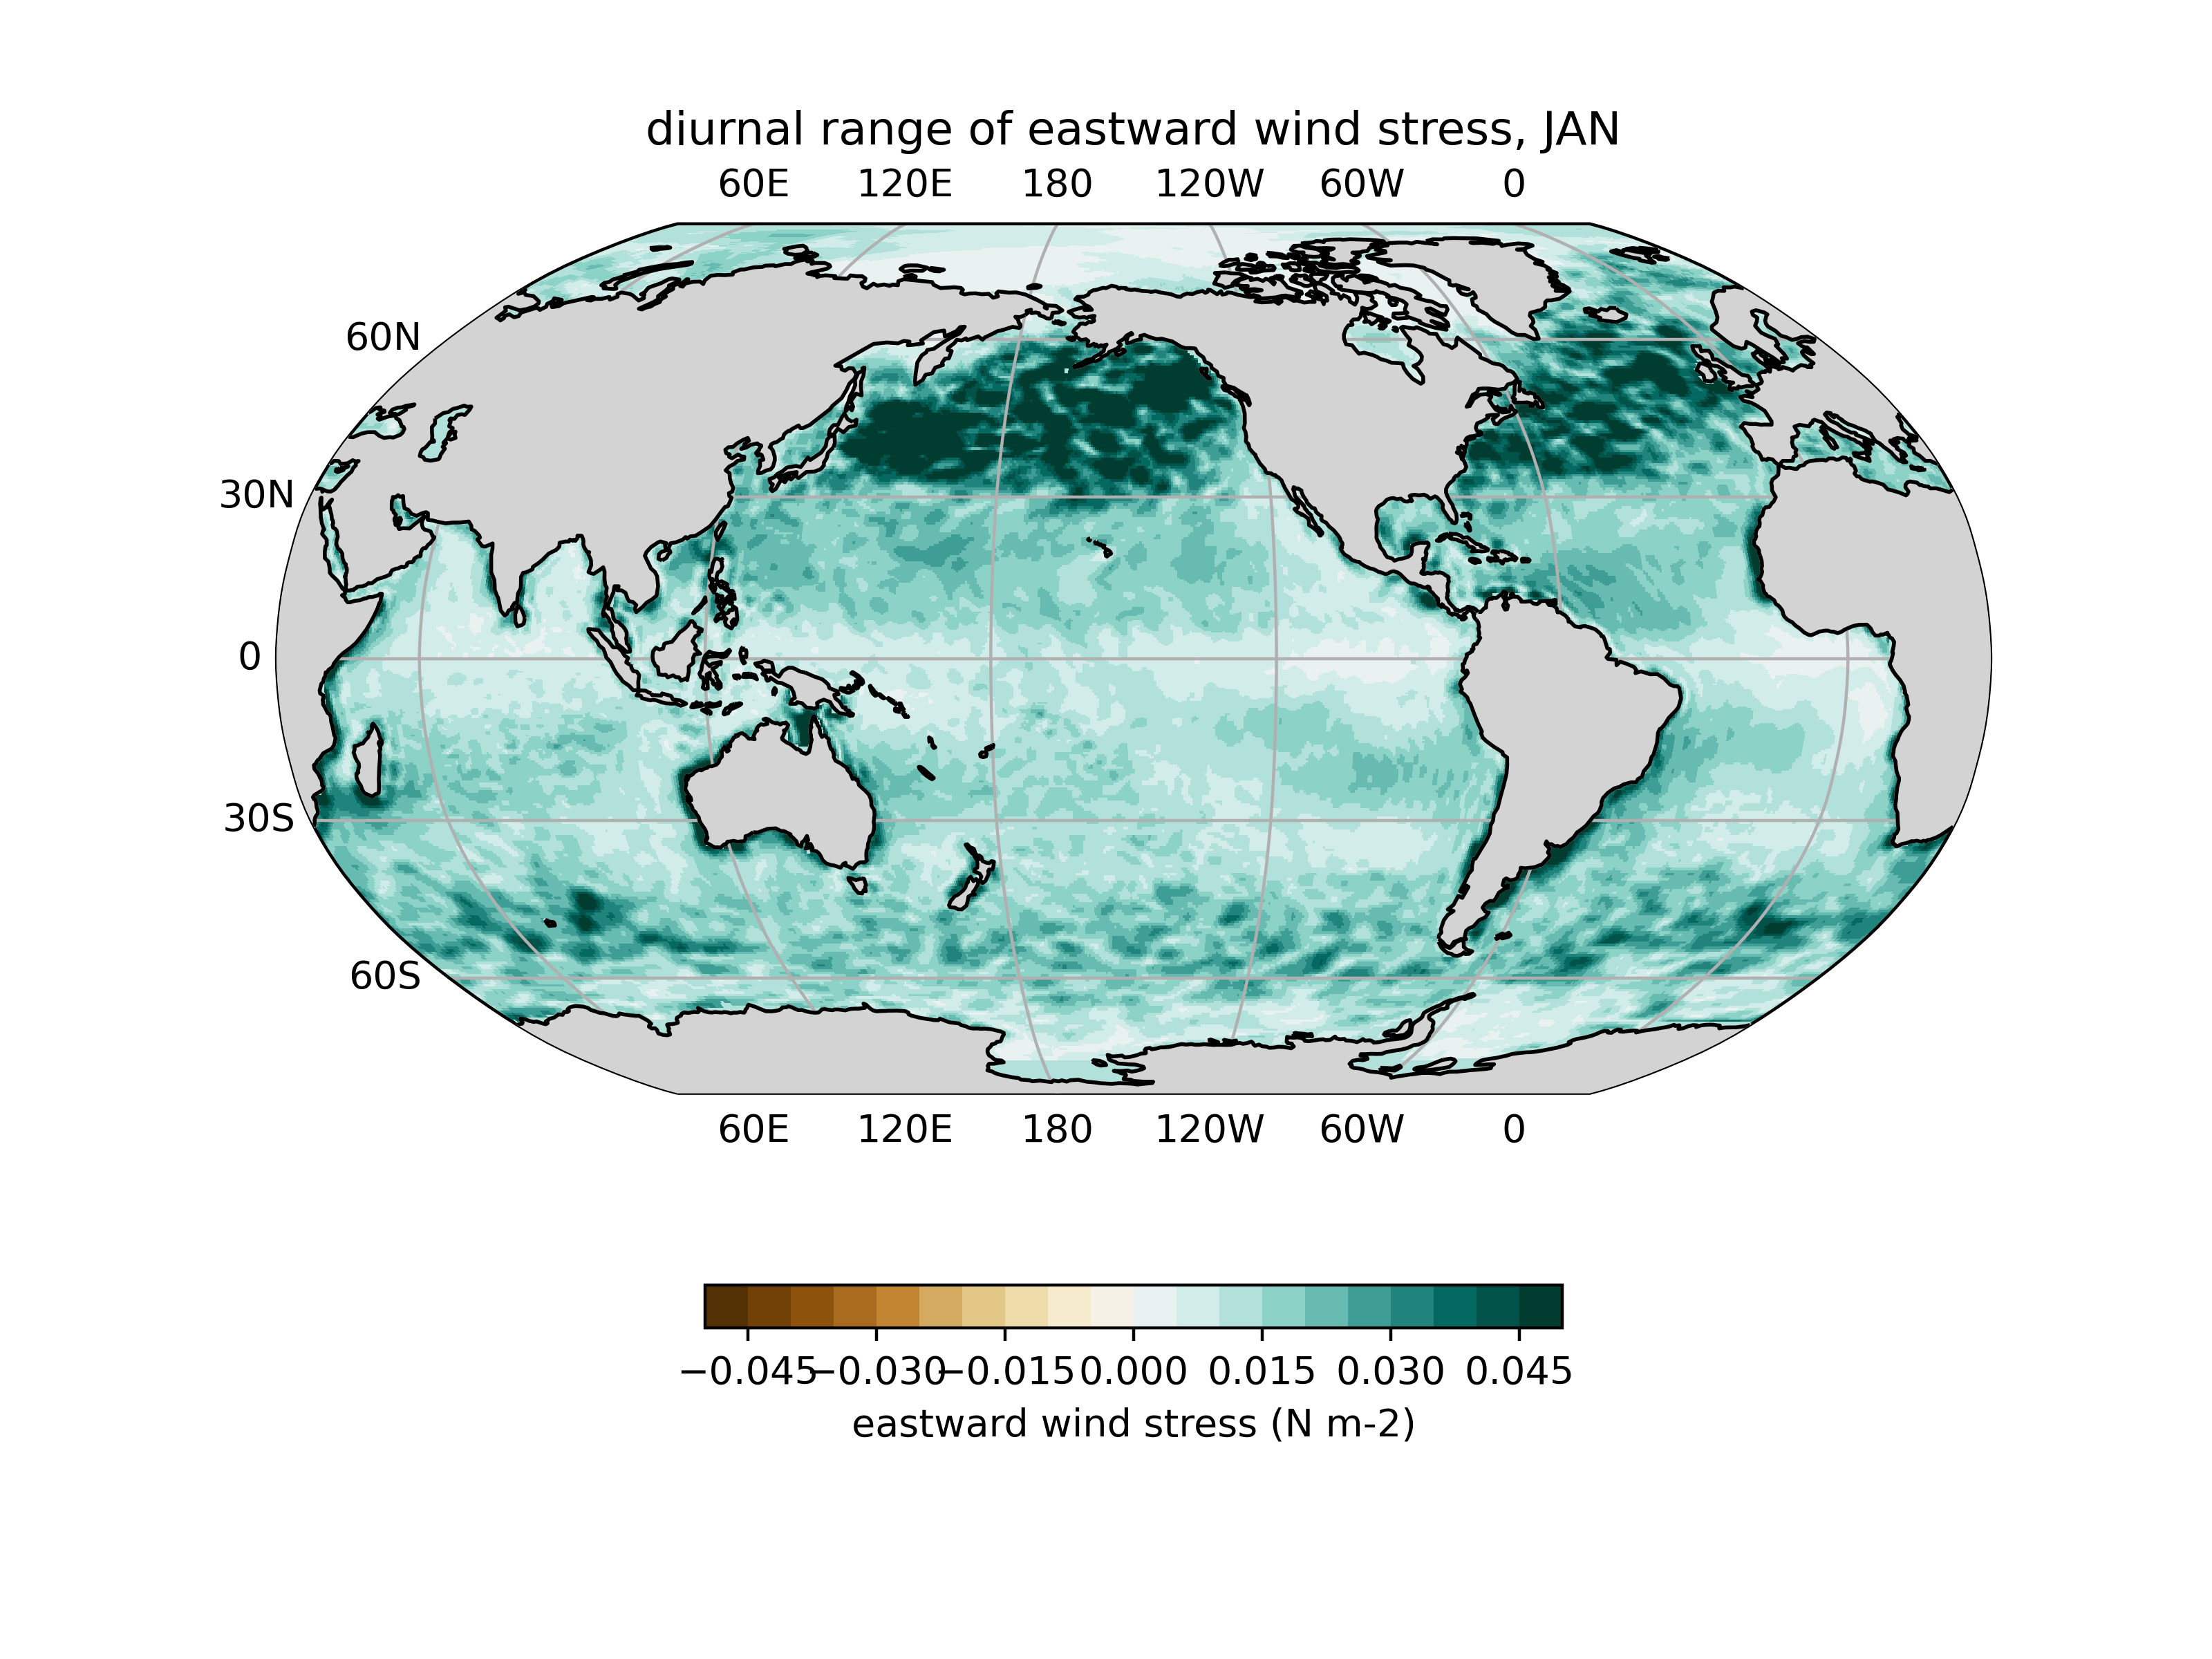 diurnal range of eastward wind stress, JAN
60E 120E 180 120W 60W 0
60N
30N
0
30S
60S
60E 120E 180 120W 60W 0
−0.045 −0.030 −0.015 0.000 0.015 0.030 0.045
eastward wind stress (N m-2)